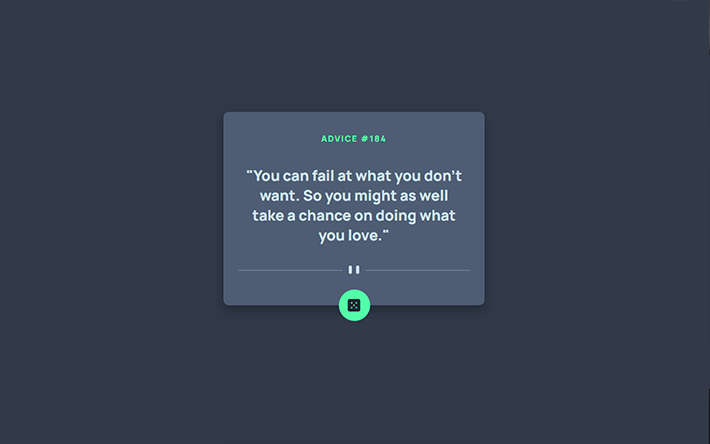 ADVICE #184
"You can fail at what you don't
want. So you might as well
take a chance on doing what
you love."